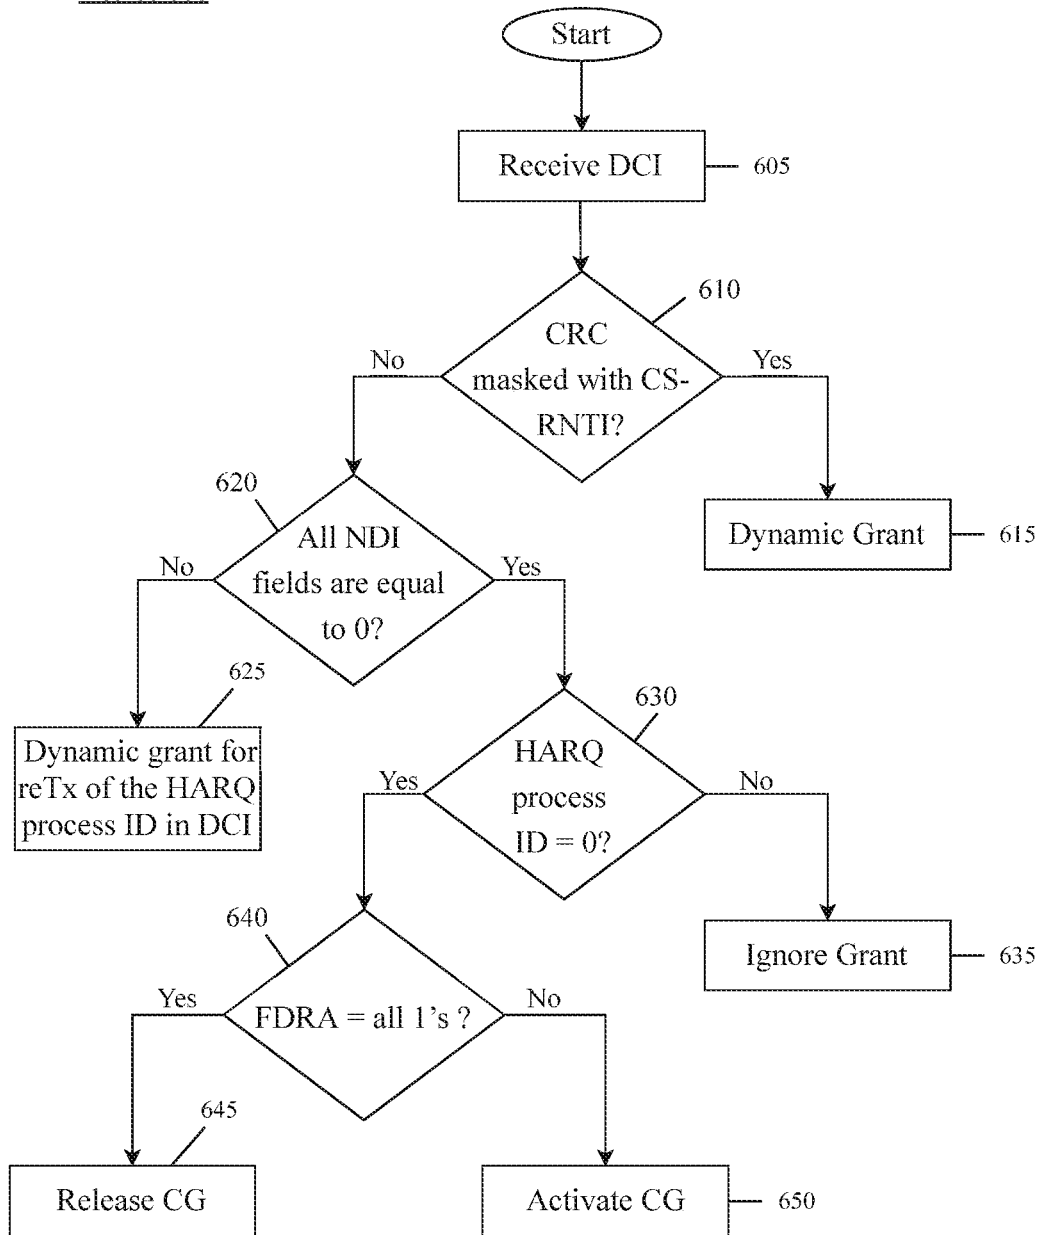 Start
Receive DCI
605
610
CRC
masked with CS-
RNTI?
No
Yes
620
All NDI
fields are equal
to 0?
Dynamic Grant
615
No
Yes
625
Dynamic grant for
reTx of the HARQ
process ID in DCI
630
HARQ
process
ID = 0?
Yes
No
640
Ignore Grant
635
FDRA = all 1's ?
Yes
No
645
Release CG
Activate CG
650